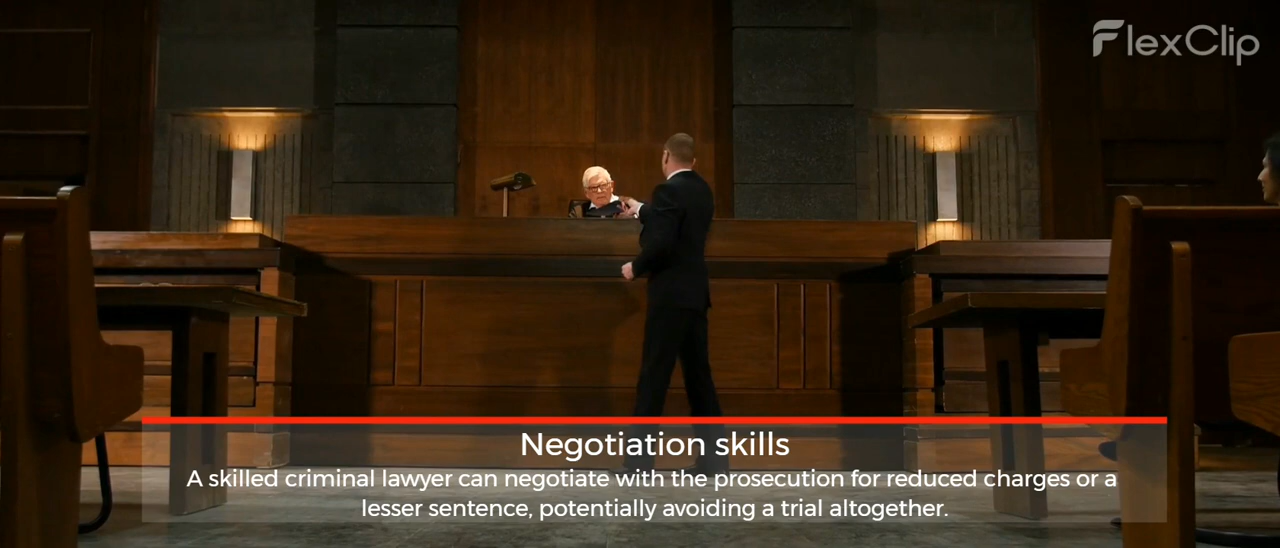 FlexClip
Negotiation skills
A skilled criminal lawyer can negotiate with the prosecution for reduced charges or a
lesser sentence, potentially avoiding a trial altogether.